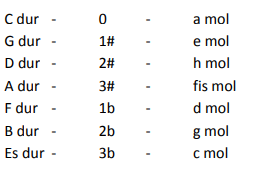 C dur - 0 - a mol
G dur - 1# - e mol
D dur - 2# - h mol
A dur - 3# - fis mol
F dur - 1b - d mol
B dur - 2b - g mol
Es dur - 3b - c mol